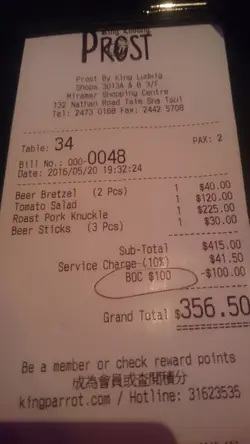 King Ludwig
PROST
Prost By King Ludwig
Shops 3013A & B 3/F
Miramar Shopping Centre
132 Nathan Road Tsim Sha Tsui
Tel: 2473 0168 Fax: 2442 5708
Table: 34 PAX: 2
Bill No.: 000-0048
Date: 2016/05/20 19:32:24
Beer Bretzel (2 Pcs) 1 $40.00
Tomato Salad 1 $120.00
Roast Pork Knuckle 1 $225.00
Beer Sticks (3 Pcs) 1 $30.00
Sub-Total $415.00
Service Charge (10%) $41.50
BOC $100 -$100.00
Grand Total $356.50
Be a member or check reward points
成為會員或查閱積分
kingparrot.com / Hotline: 31623535